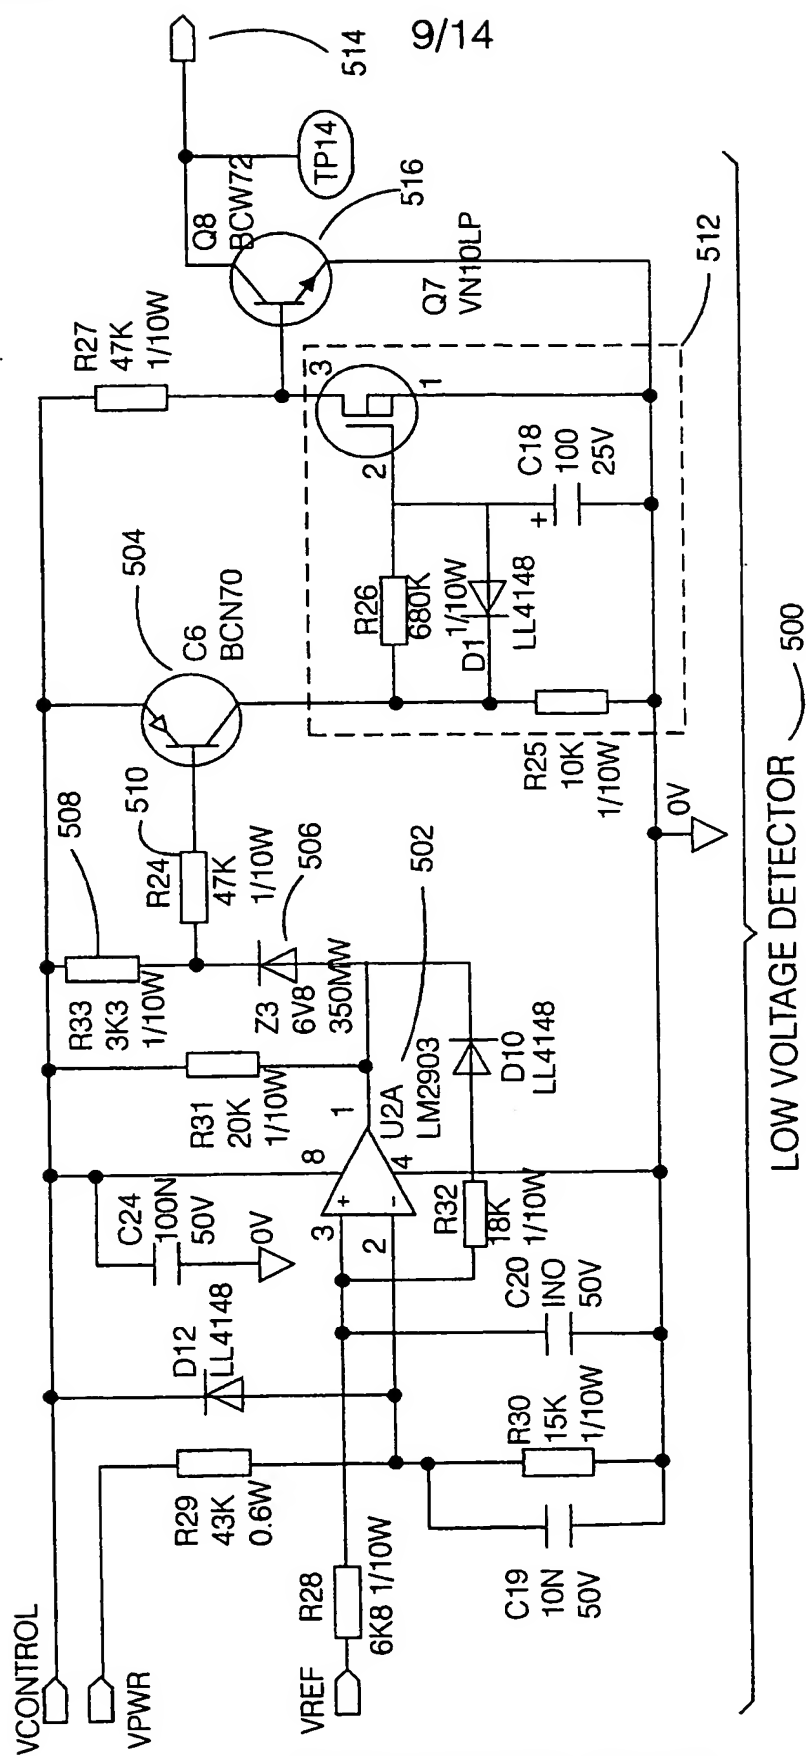 9/14
514
TP14
Q8
BCW72
516
R27
47K
1/10W
Q7
VN10LP
512
3
1
2
C18
100
25V
+
504
C6
BCN70
R26
680K
1/10W
D1
LL4148
R25
10K
1/10W
508
510
R24
47K
1/10W
506
502
0V
R33
3K3
1/10W
Z3
6V8
350MW
R31
20K
1/10W
1
U2A
LM2903
D10
LL4148
8
4
3
+
2
-
R32
18K
1/10W
C24
100N
50V
0V
D12
LL4148
C20
INO
50V
R29
43K
0.6W
R30
15K
1/10W
C19
10N
50V
R28
6K8 1/10W
VCONTROL
VPWR
VREF
LOW VOLTAGE DETECTOR
500